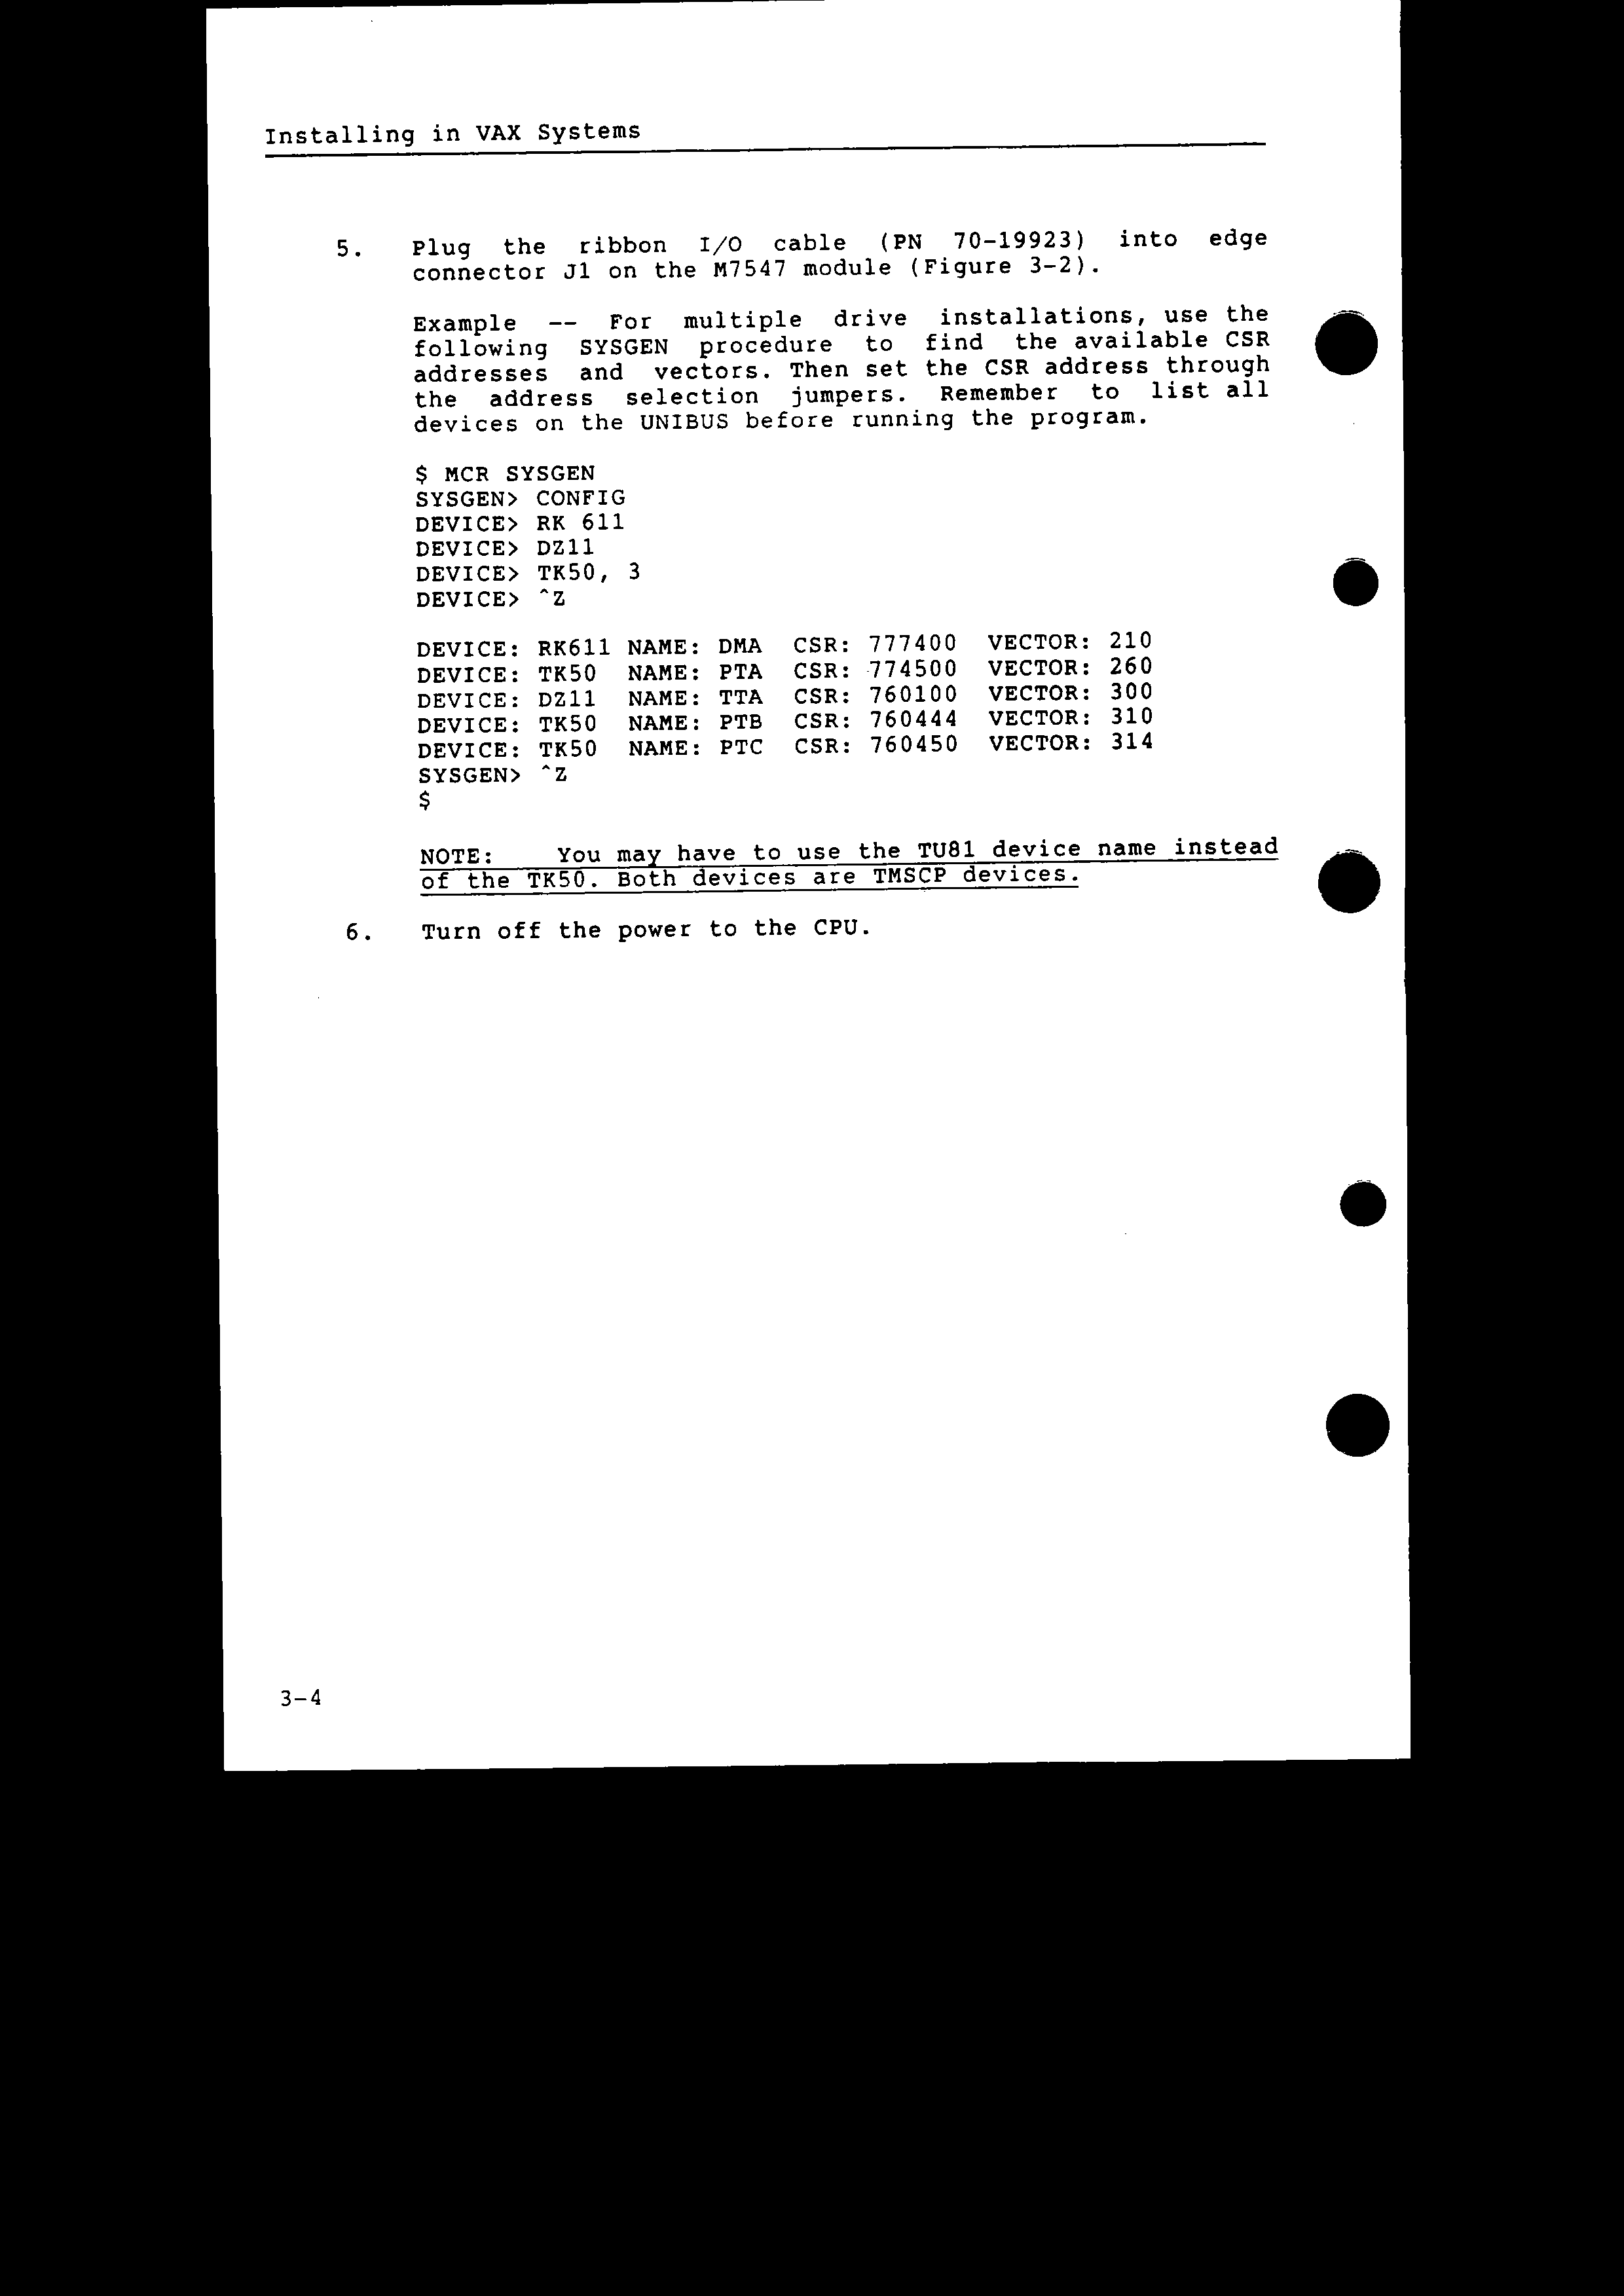 Installing in VAX Systems
5. Plug the ribbon I/O cable (PN 70-19923) into edge
connector J1 on the M7547 module (Figure 3-2).
Example -- For multiple drive installations, use the
following SYSGEN procedure to find the available CSR
addresses and vectors. Then set the CSR address through
the address selection jumpers. Remember to list all
devices on the UNIBUS before running the program.
$ MCR SYSGEN
SYSGEN> CONFIG
DEVICE> RK 611
DEVICE> DZ11
DEVICE> TK50, 3
DEVICE> ^Z
DEVICE: RK611 NAME: DMA CSR: 777400 VECTOR: 210
DEVICE: TK50 NAME: PTA CSR: 774500 VECTOR: 260
DEVICE: DZ11 NAME: TTA CSR: 760100 VECTOR: 300
DEVICE: TK50 NAME: PTB CSR: 760444 VECTOR: 310
DEVICE: TK50 NAME: PTC CSR: 760450 VECTOR: 314
SYSGEN> ^Z
$
NOTE: You may have to use the TU81 device name instead
of the TK50. Both devices are TMSCP devices.
6. Turn off the power to the CPU.
3-4